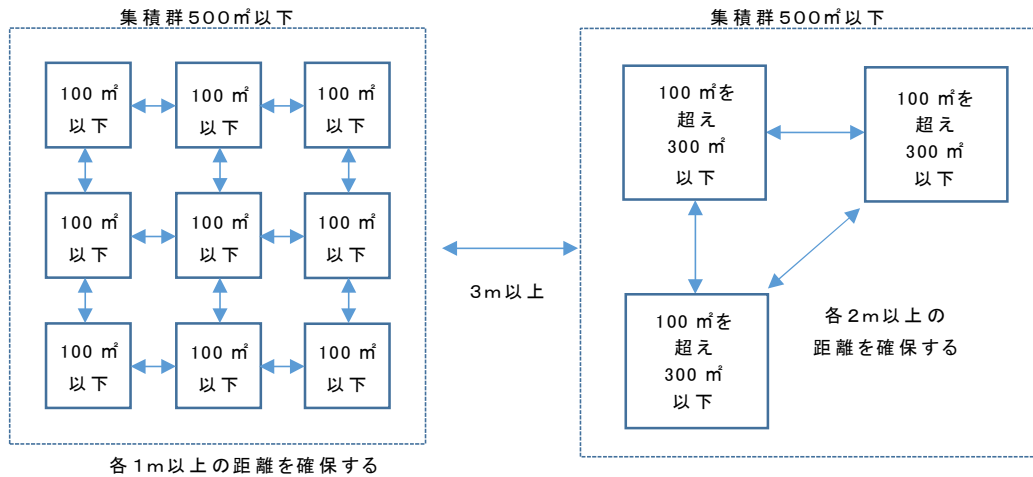 集積群500㎡以下
100 ㎡
以下
100 ㎡
以下
100 ㎡
以下
100 ㎡
以下
100 ㎡
以下
100 ㎡
以下
100 ㎡
以下
100 ㎡
以下
100 ㎡
以下
各1m以上の距離を確保する
3m以上
集積群500㎡以下
100 ㎡を
超え
300 ㎡
以下
100 ㎡を
超え
300 ㎡
以下
100 ㎡を
超え
300 ㎡
以下
各2m以上の
距離を確保する